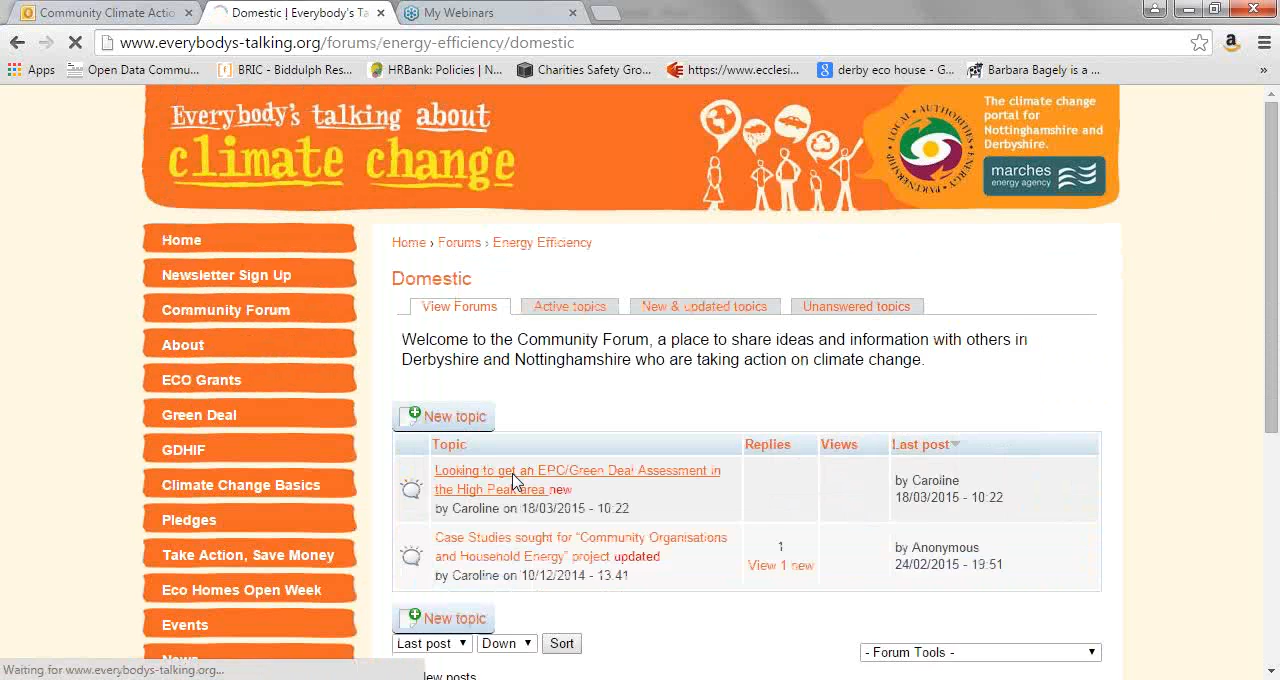 Community Climate Actio
Domestic | Everybody's Ta
My Webinars
www.everybodys-talking.org/forums/energy-efficiency/domestic
Apps
Open Data Commu...
BRIC - Biddulph Res...
HRBank: Policies | N...
Charities Safety Gro...
https://www.ecclesi...
derby eco house - G...
Barbara Bagely is a ...
»
Everybody's talking about
climate change
LOCAL AUTHORITIES ENERGY PARTNERSHIP
The climate change
portal for
Nottinghamshire and
Derbyshire.
marches
energy agency
Home
Newsletter Sign Up
Community Forum
About
ECO Grants
Green Deal
GDHIF
Climate Change Basics
Pledges
Take Action, Save Money
Eco Homes Open Week
Events
News
Home › Forums › Energy Efficiency
Domestic
View Forums
Active topics
New & updated topics
Unanswered topics
Welcome to the Community Forum, a place to share ideas and information with others in
Derbyshire and Nottinghamshire who are taking action on climate change.
New topic
Topic Replies Views Last post
Looking to get an EPC/Green Deal Assessment in
the High Peak area new
by Caroline on 18/03/2015 - 10:22
by Caroline
18/03/2015 - 10:22
Case Studies sought for “Community Organisations
and Household Energy” project updated
by Caroline on 10/12/2014 - 13:41
1
View 1 new
by Anonymous
24/02/2015 - 19:51
New topic
Last post
Down
Sort
- Forum Tools -
Waiting for www.everybodys-talking.org...
ew posts